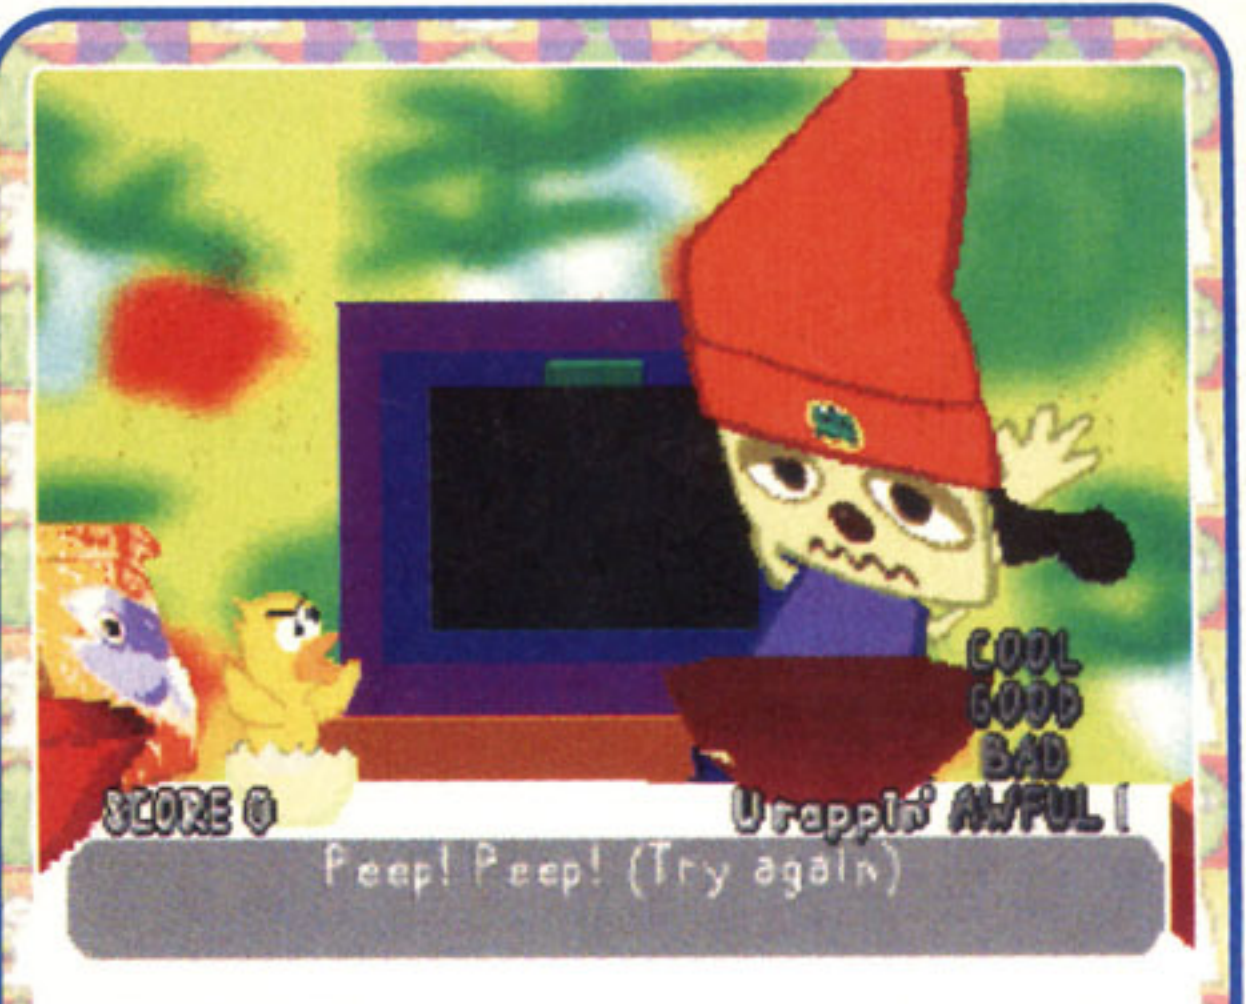 COOL
GOOD
BAD
SCORE 0
U rappin' AWFUL !
Peep! Peep! (Try again)